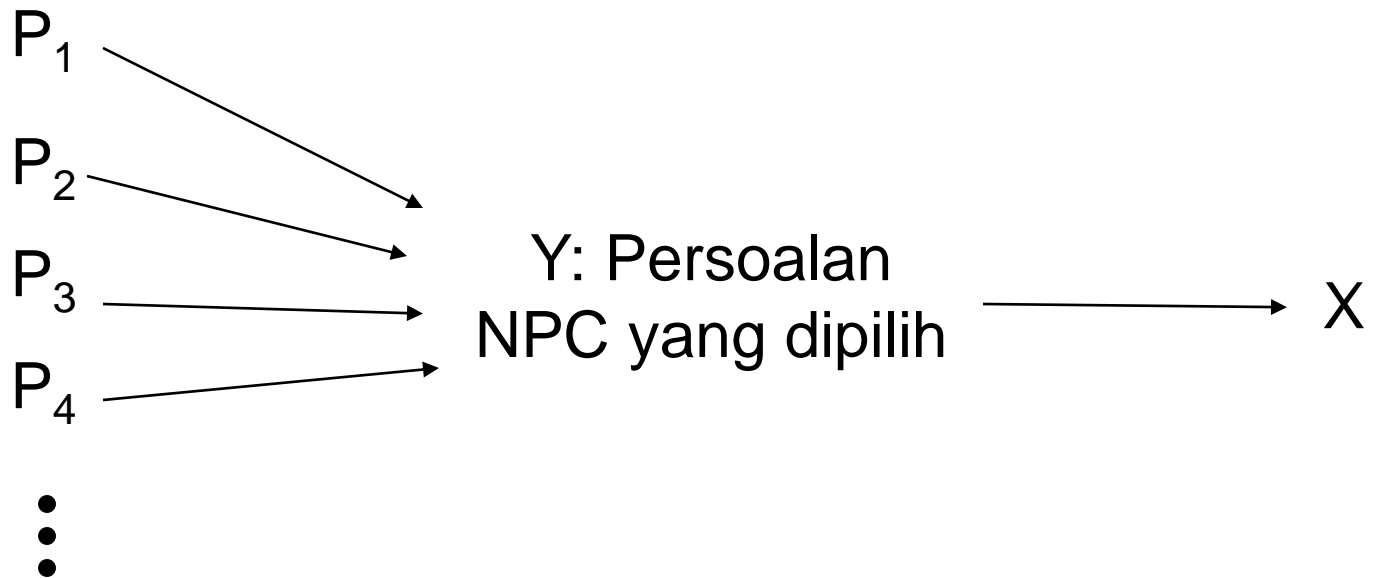 P₁
P₂
P₃
P₄
Y: Persoalan
NPC yang dipilih
X